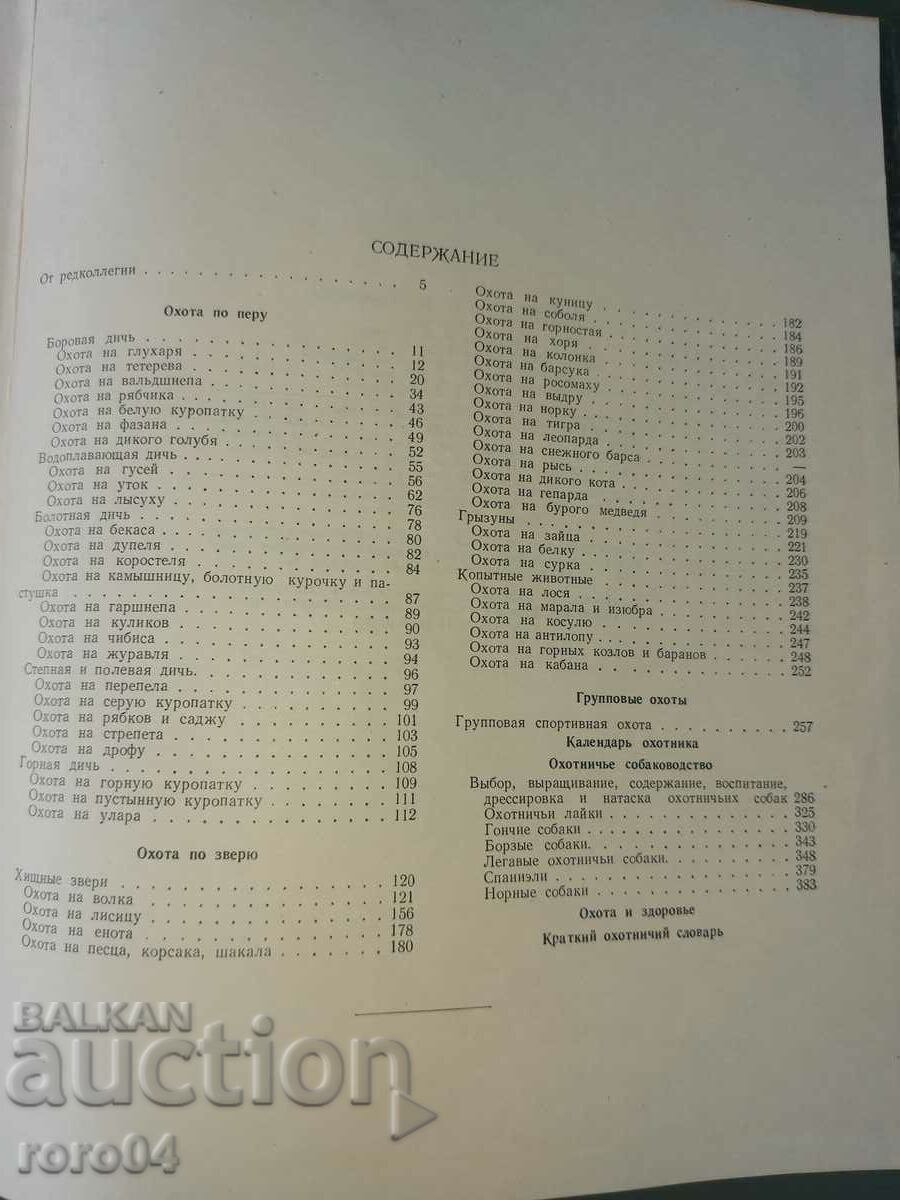 СОДЕРЖАНИЕ
От редколлегии . . . . . . . . . . . . . . . 5
Охота по перу
Боровая дичь . . . . . . . . . . . . . . . 11
Охота на глухаря . . . . . . . . . . . . 12
Охота на тетерева . . . . . . . . . . . . 20
Охота на вальдшнепа . . . . . . . . . . . 34
Охота на рябчика . . . . . . . . . . . . 43
Охота на белую куропатку . . . . . . . . . 46
Охота на фазана . . . . . . . . . . . . 49
Охота на дикого голубя . . . . . . . . . . 52
Водоплавающая дичь . . . . . . . . . . . . 55
Охота на гусей . . . . . . . . . . . . . 56
Охота на уток . . . . . . . . . . . . . 62
Охота на лысуху . . . . . . . . . . . . 76
Болотная дичь . . . . . . . . . . . . . . 78
Охота на бекаса . . . . . . . . . . . . 80
Охота на дупеля . . . . . . . . . . . . 82
Охота на коростеля . . . . . . . . . . . 84
Охота на камышницу, болотную курочку и па-
стушка . . . . . . . . . . . . . . . . 87
Охота на гаршнепа . . . . . . . . . . . . 89
Охота на куликов . . . . . . . . . . . . 90
Охота на чибиса . . . . . . . . . . . . 93
Охота на журавля . . . . . . . . . . . . 94
Степная и полевая дичь. . . . . . . . . . . 96
Охота на перепела . . . . . . . . . . . . 97
Охота на серую куропатку . . . . . . . . . 99
Охота на рябков и саджу . . . . . . . . . 101
Охота на стрепета . . . . . . . . . . . . 103
Охота на дрофу . . . . . . . . . . . . . 105
Горная дичь . . . . . . . . . . . . . . . 108
Охота на горную куропатку . . . . . . . . 109
Охота на пустынную куропатку . . . . . . . 111
Охота на улара . . . . . . . . . . . . . 112
Охота по зверю
Хищные звери . . . . . . . . . . . . . . 120
Охота на волка . . . . . . . . . . . . . 121
Охота на лисицу . . . . . . . . . . . . 156
Охота на енота . . . . . . . . . . . . . 178
Охота на песца, корсака, шакала . . . . . . 180
Охота на куницу . . . . . . . . . . . . 182
Охота на соболя . . . . . . . . . . . . 184
Охота на горностая . . . . . . . . . . . 186
Охота на хоря . . . . . . . . . . . . . 189
Охота на колонка . . . . . . . . . . . . 191
Охота на барсука . . . . . . . . . . . . 192
Охота на росомаху . . . . . . . . . . . . 195
Охота на выдру . . . . . . . . . . . . . 196
Охота на норку . . . . . . . . . . . . . 200
Охота на тигра . . . . . . . . . . . . . 202
Охота на леопарда . . . . . . . . . . . . 203
Охота на снежного барса . . . . . . . . . —
Охота на рысь . . . . . . . . . . . . . 204
Охота на дикого кота . . . . . . . . . . 206
Охота на гепарда . . . . . . . . . . . . 208
Охота на бурого медведя . . . . . . . . . 209
Грызуны . . . . . . . . . . . . . . . . 219
Охота на зайца . . . . . . . . . . . . . 221
Охота на белку . . . . . . . . . . . . . 230
Охота на сурка . . . . . . . . . . . . . 235
Копытные животные . . . . . . . . . . . . 237
Охота на лося . . . . . . . . . . . . . 238
Охота на марала и изюбра . . . . . . . . . 242
Охота на косулю . . . . . . . . . . . . 244
Охота на антилопу . . . . . . . . . . . . 247
Охота на горных козлов и баранов . . . . . 248
Охота на кабана . . . . . . . . . . . . 252
Групповые охоты
Групповая спортивная охота . . . . . . . . 257
Календарь охотника
Охотничье собаководство
Выбор, выращивание, содержание, воспитание,
дрессировка и натаска охотничьих собак 286
Охотничьи лайки . . . . . . . . . . . . 325
Гончие собаки . . . . . . . . . . . . . 330
Борзые собаки. . . . . . . . . . . . . . 343
Легавые охотничьи собаки. . . . . . . . . 348
Спаниэли . . . . . . . . . . . . . . . 379
Норные собаки . . . . . . . . . . . . . 383
Охота и здоровье
Краткий охотничий словарь
BALKAN
auction
roro04